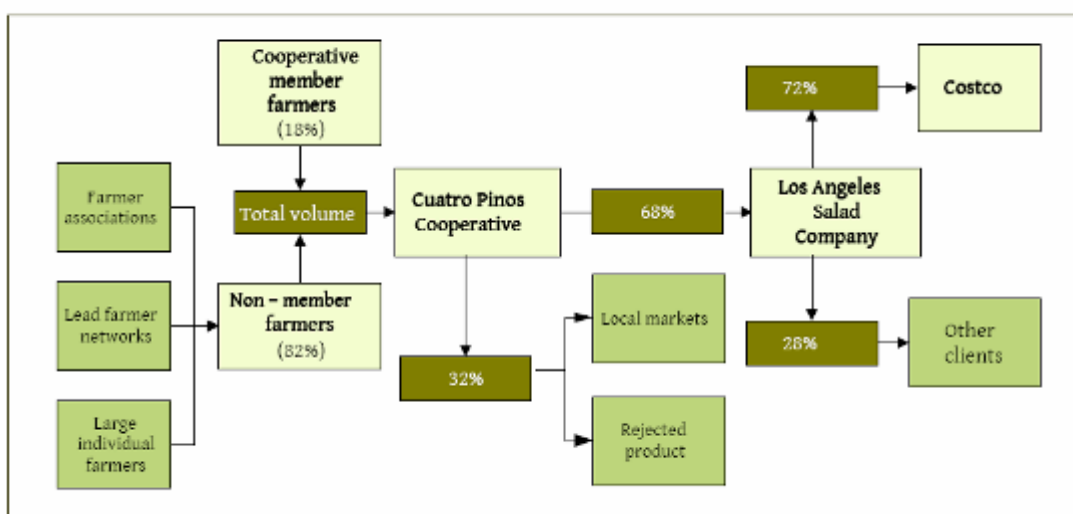 Cooperative
member
farmers
(18%)
72%
Costco
Farmer
associations
Total volume
Cuatro Pinos
Cooperative
68%
Los Angeles
Salad
Company
Lead farmer
networks
Non – member
farmers
(82%)
Local markets
28%
Other
clients
32%
Large
individual
farmers
Rejected
product